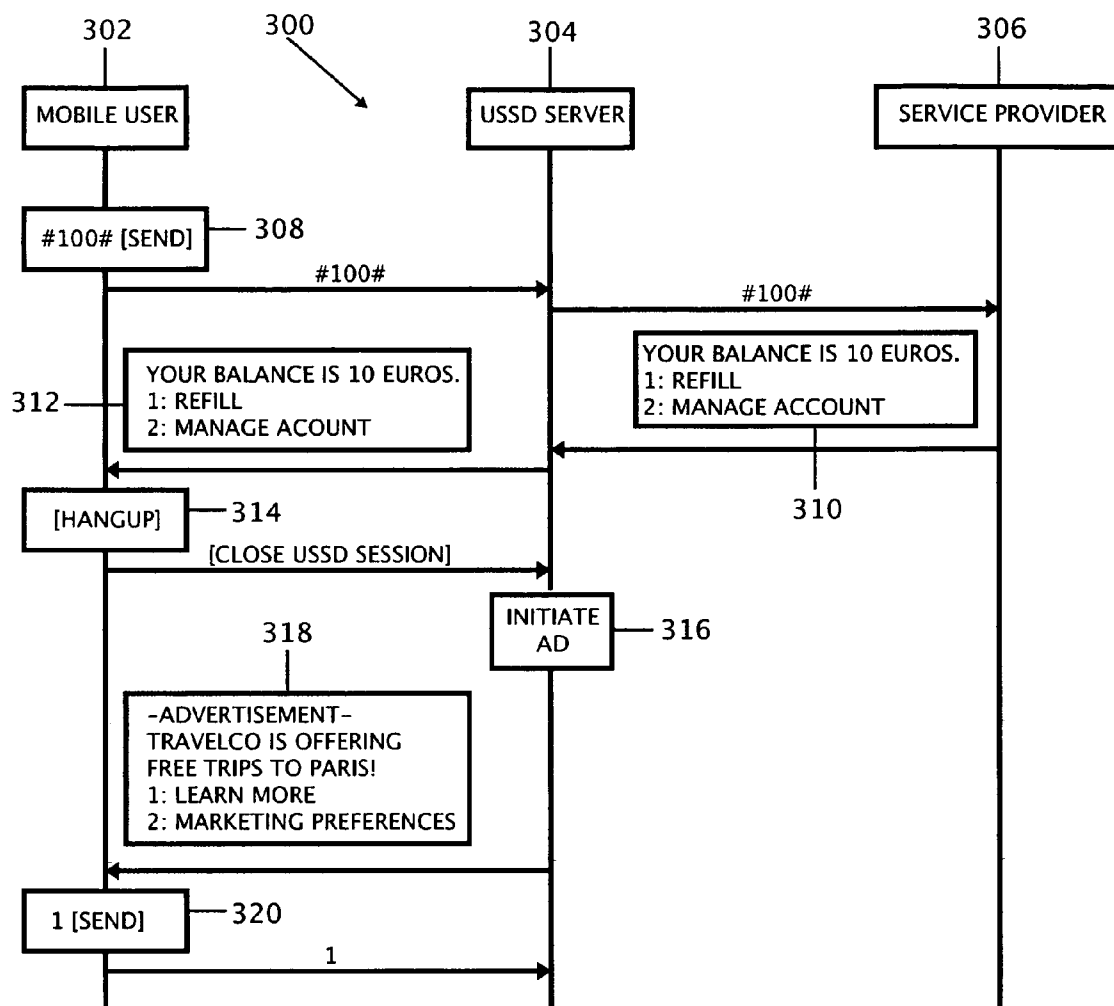 302
300
304
306
MOBILE USER
USSD SERVER
SERVICE PROVIDER
#100# [SEND]
308
#100#
#100#
YOUR BALANCE IS 10 EUROS.
1: REFILL
2: MANAGE ACCOUNT
310
312
YOUR BALANCE IS 10 EUROS.
1: REFILL
2: MANAGE ACOUNT
[HANGUP]
314
[CLOSE USSD SESSION]
INITIATE
AD
316
318
-ADVERTISEMENT-
TRAVELCO IS OFFERING
FREE TRIPS TO PARIS!
1: LEARN MORE
2: MARKETING PREFERENCES
1 [SEND]
320
1